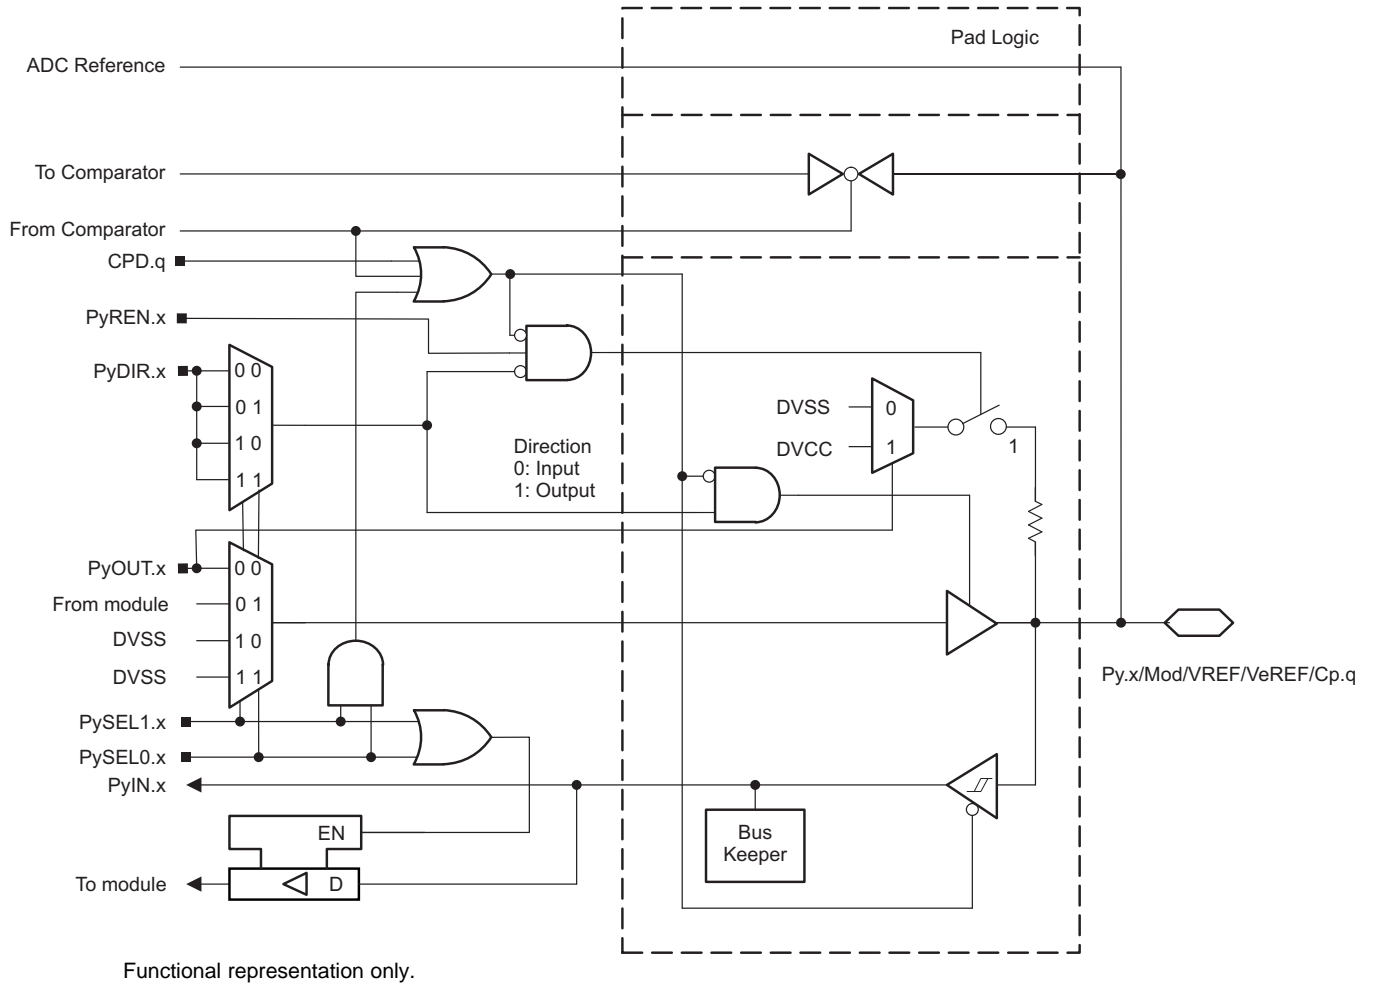 Pad Logic
ADC Reference
To Comparator
From Comparator
CPD.q
PyREN.x
PyDIR.x
0 0
0 1
1 0
1 1
Direction
0: Input
1: Output
DVSS
0
DVCC
1
1
PyOUT.x
0 0
From module
0 1
DVSS
1 0
DVSS
1 1
Py.x/Mod/VREF/VeREF/Cp.q
PySEL1.x
PySEL0.x
PyIN.x
EN
Bus
Keeper
To module
D
Functional representation only.